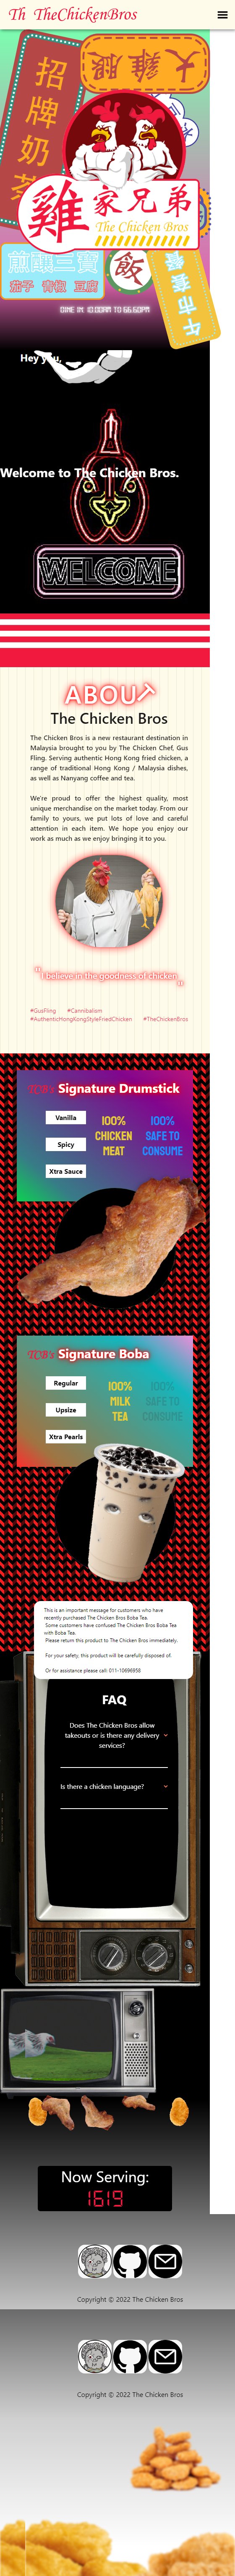 Th TheChickenBros
招牌奶茶
大雞腿
雞家兄弟
The Chicken Bros
飯
午市套餐
煎釀三寶
茄子 青椒 豆腐
DINE IN: 10:00AM TO 66:60PM
Hey you,
Welcome to The Chicken Bros.
WELCOME
ABOUT
The Chicken Bros
The Chicken Bros is a new restaurant destination in
Malaysia brought to you by The Chicken Chef, Gus
Fling. Serving authentic Hong Kong fried chicken, a
range of traditional Hong Kong / Malaysia dishes,
as well as Nanyang coffee and tea.
We're proud to offer the highest quality, most
unique merchandise on the market today. From our
family to yours, we put lots of love and careful
attention in each item. We hope you enjoy our
work as much as we enjoy bringing it to you.
"I believe in the goodness of chicken."
#GusFling #Cannibalism
#AuthenticHongKongStyleFriedChicken #TheChickenBros
TCB's Signature Drumstick
Vanilla
Spicy
Xtra Sauce
100%
CHICKEN
MEAT
100%
SAFE TO
CONSUME
TCB's Signature Boba
Regular
Upsize
Xtra Pearls
100%
MILK
TEA
100%
SAFE TO
CONSUME
This is an important message for customers who have
recently purchased The Chicken Bros Boba Tea.
Some customers have confused The Chicken Bros Boba Tea
with Boba Tea.
Please return this product to The Chicken Bros immediately.
For your safety, this product will be carefully disposed of.
Or for assistance please call: 011-10696958
FAQ
Does The Chicken Bros allow
takeouts or is there any delivery
services?
Is there a chicken language?
Now Serving:
1619
Copyright © 2022 The Chicken Bros
Copyright © 2022 The Chicken Bros